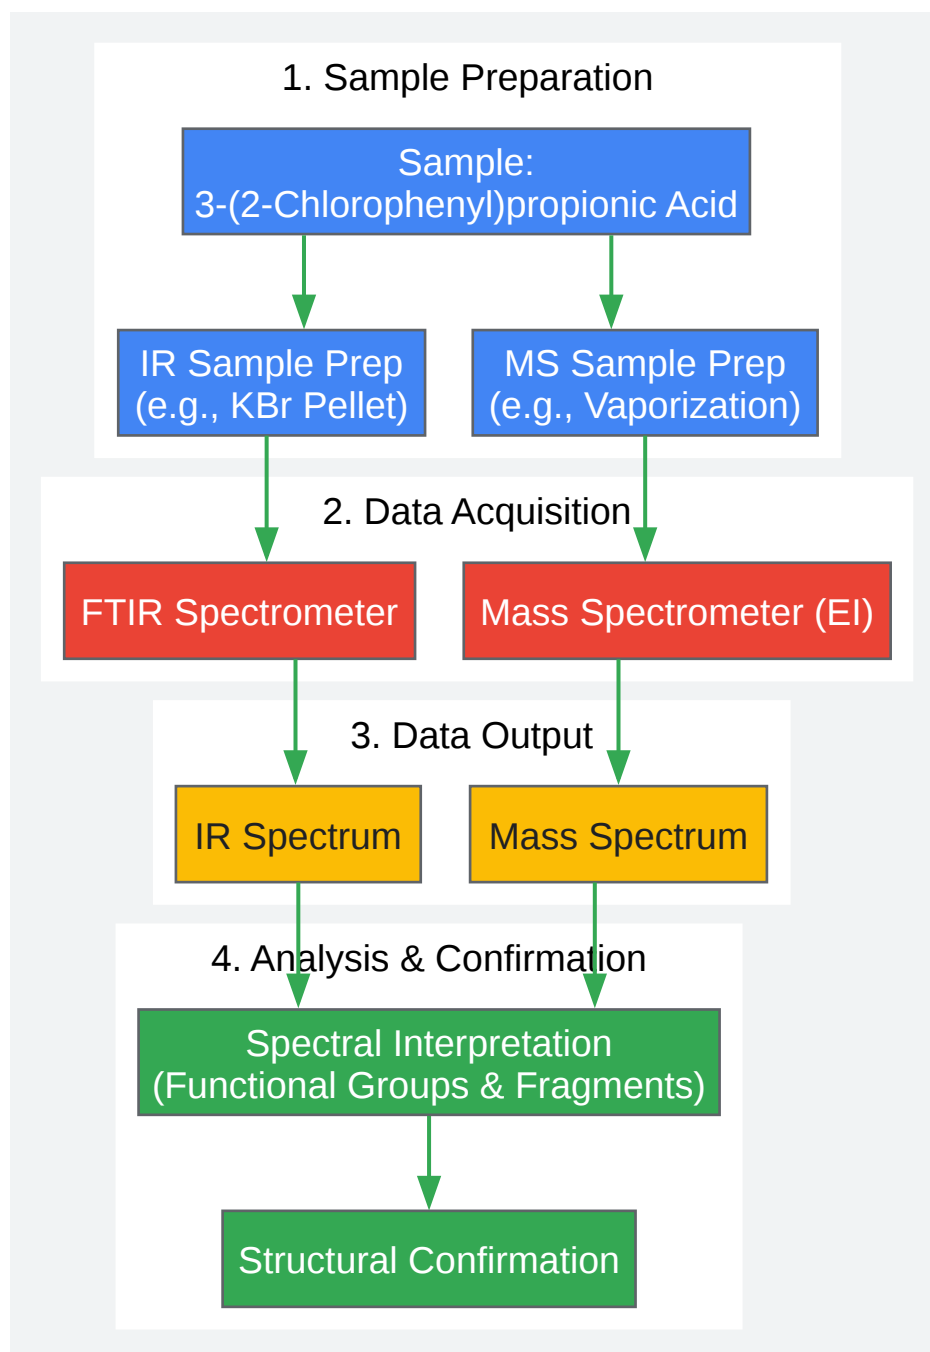 1. Sample Preparation
Sample:
3-(2-Chlorophenyl)propionic Acid
IR Sample Prep
(e.g., KBr Pellet)
MS Sample Prep
(e.g., Vaporization)
2. Data Acquisition
FTIR Spectrometer
Mass Spectrometer (EI)
3. Data Output
IR Spectrum
Mass Spectrum
4. Analysis & Confirmation
Spectral Interpretation
(Functional Groups & Fragments)
Structural Confirmation